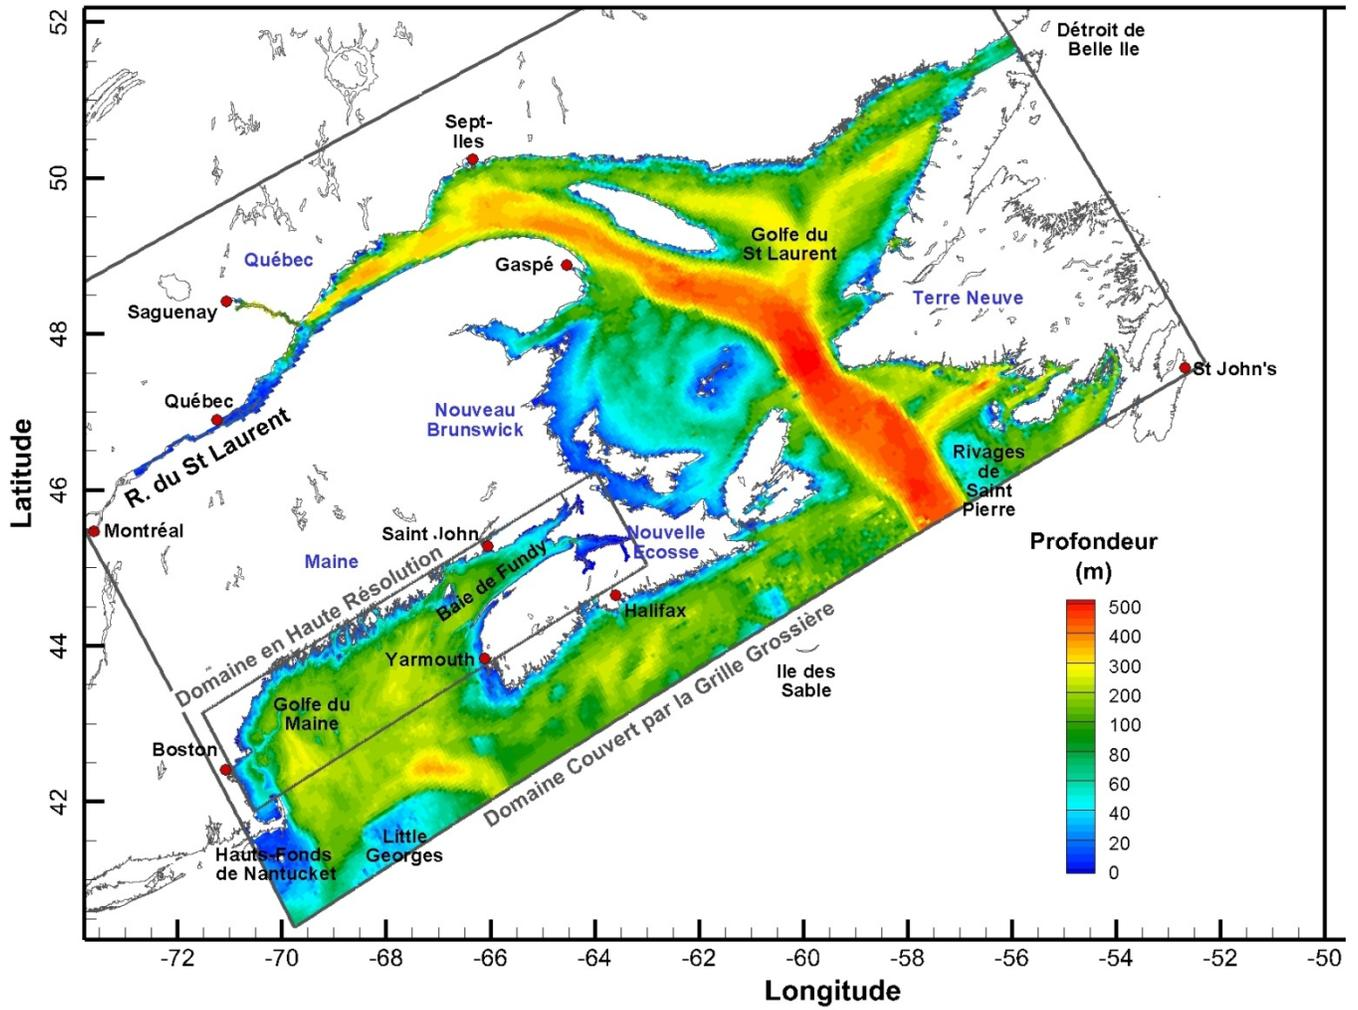 52
50
48
46
44
42
Latitude
Détroit de
Belle Ile
Sept-
Iles
Québec
Golfe du
St Laurent
Gaspé
Saguenay
Terre Neuve
St John's
Québec
Nouveau
Brunswick
R. du St Laurent
Rivages
de
Saint
Pierre
Montréal
Saint John
Nouvelle
Ecosse
Maine
Baie de Fundy
Domaine en Haute Résolution
Halifax
Yarmouth
Ile des
Sable
Golfe du
Maine
Domaine Couvert par la Grille Grossière
Boston
Little
Georges
Hauts-Fonds
de Nantucket
Profondeur
(m)
500
400
300
200
100
80
60
40
20
0
-72
-70
-68
-66
-64
-62
-60
-58
-56
-54
-52
-50
Longitude